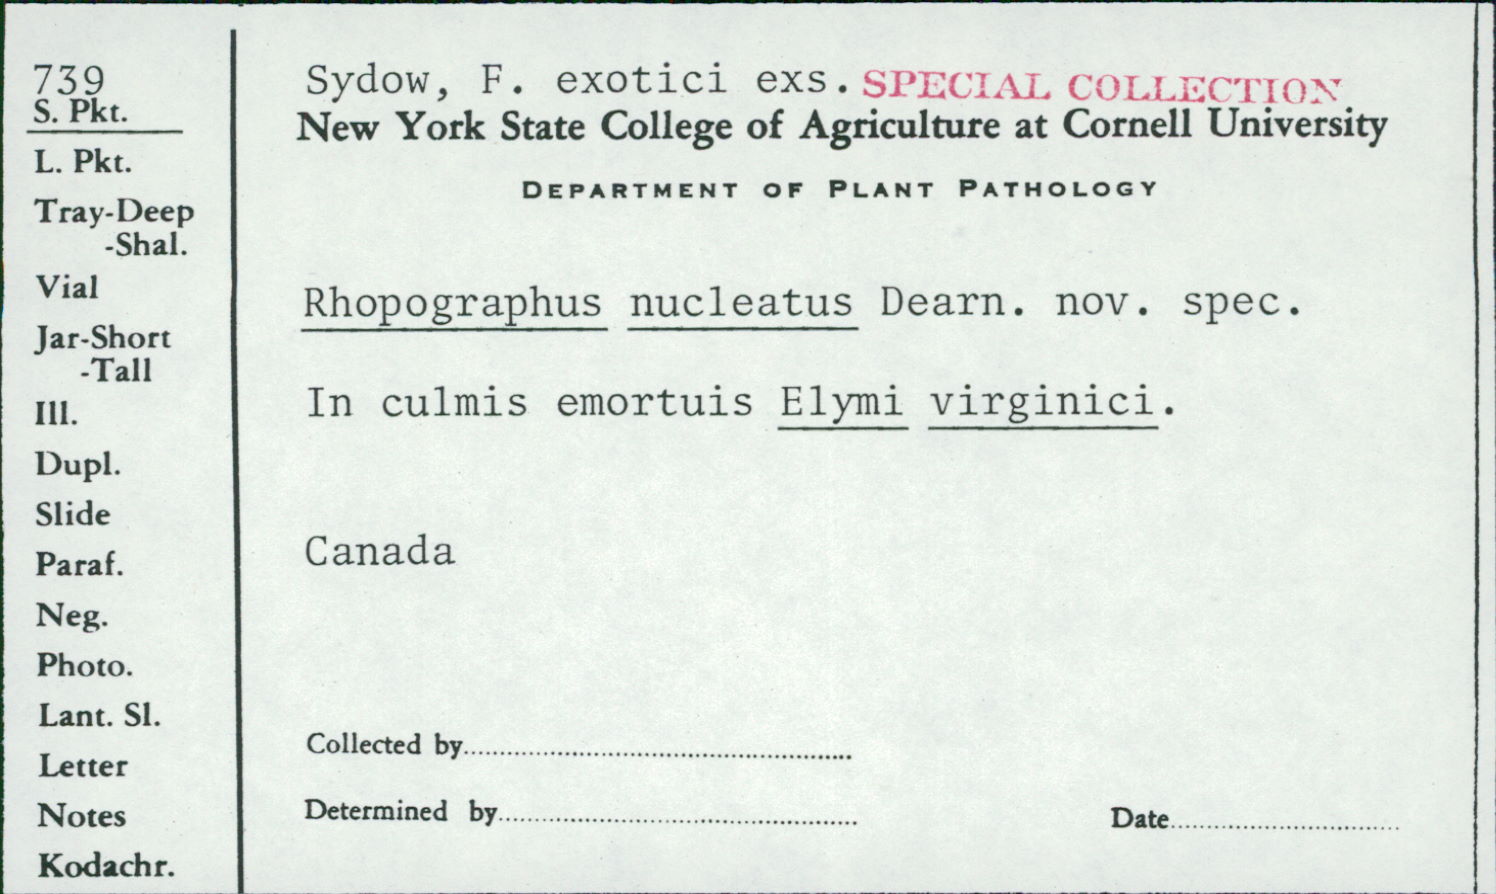 739
S. Pkt.
L. Pkt.
Tray-Deep
-Shal.
Vial
Jar-Short
-Tall
Ill.
Dupl.
Slide
Paraf.
Neg.
Photo.
Lant. Sl.
Letter
Notes
Kodachr.
Sydow, F. exotici exs. SPECIAL COLLECTION
New York State College of Agriculture at Cornell University
DEPARTMENT OF PLANT PATHOLOGY
Rhopographus nucleatus Dearn. nov. spec.
In culmis emortuis Elymi virginici.
Canada
Collected by
Determined by
Date